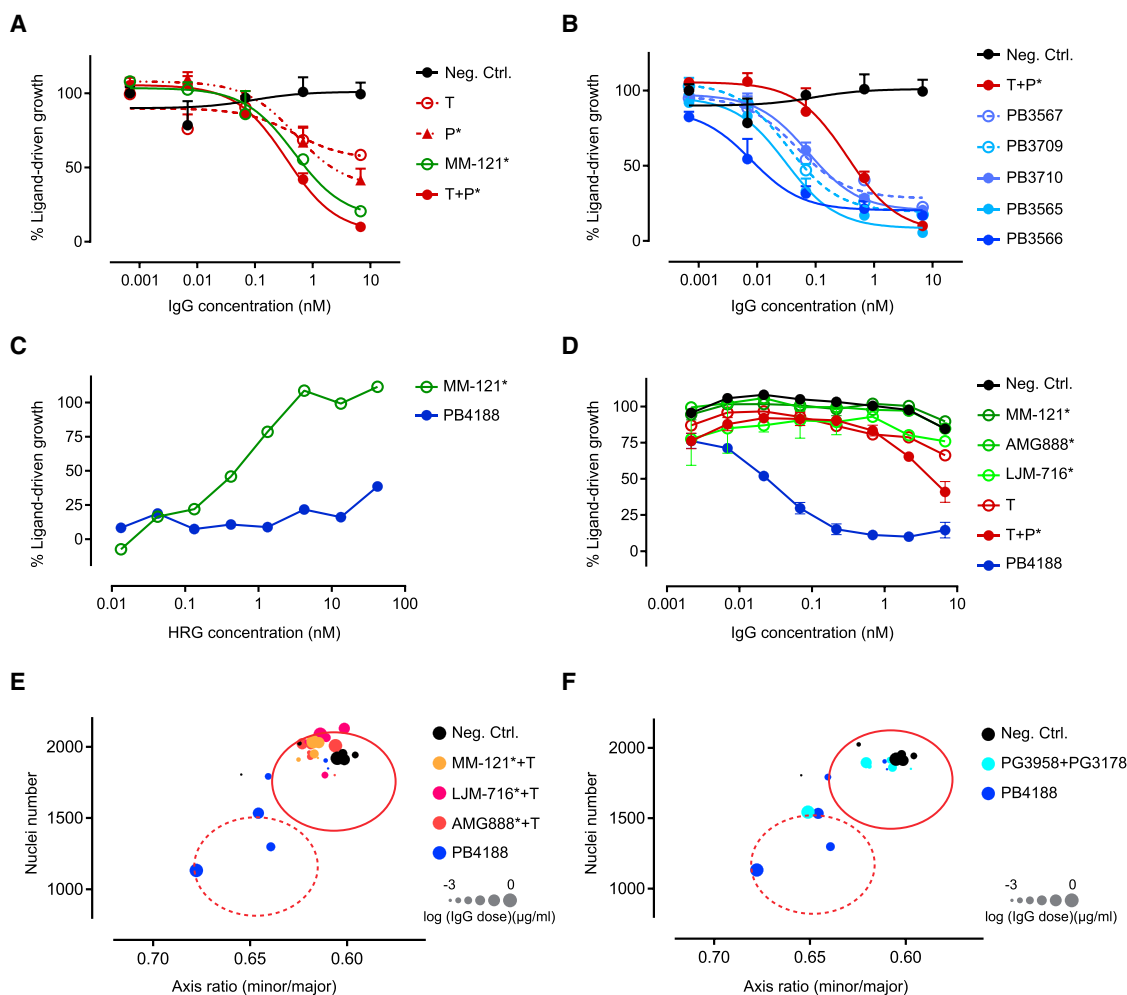 A
% Ligand-driven growth
100
50
0
0.001 0.01 0.1 1 10
IgG concentration (nM)
Neg. Ctrl.
T
P*
MM-121*
T+P*
B
% Ligand-driven growth
100
50
0
0.001 0.01 0.1 1 10
IgG concentration (nM)
Neg. Ctrl.
T+P*
PB3567
PB3709
PB3710
PB3565
PB3566
C
% Ligand-driven growth
100
75
50
25
0
0.01 0.1 1 10 100
HRG concentration (nM)
MM-121*
PB4188
D
% Ligand-driven growth
100
75
50
25
0
0.001 0.01 0.1 1 10
IgG concentration (nM)
Neg. Ctrl.
MM-121*
AMG888*
LJM-716*
T
T+P*
PB4188
E
Nuclei number
2000
1500
1000
0.70 0.65 0.60
Axis ratio (minor/major)
Neg. Ctrl.
MM-121*+T
LJM-716*+T
AMG888*+T
PB4188
-3 0
log (IgG dose)(µg/ml)
F
Nuclei number
2000
1500
1000
0.70 0.65 0.60
Axis ratio (minor/major)
Neg. Ctrl.
PG3958+PG3178
PB4188
-3 0
log (IgG dose)(µg/ml)